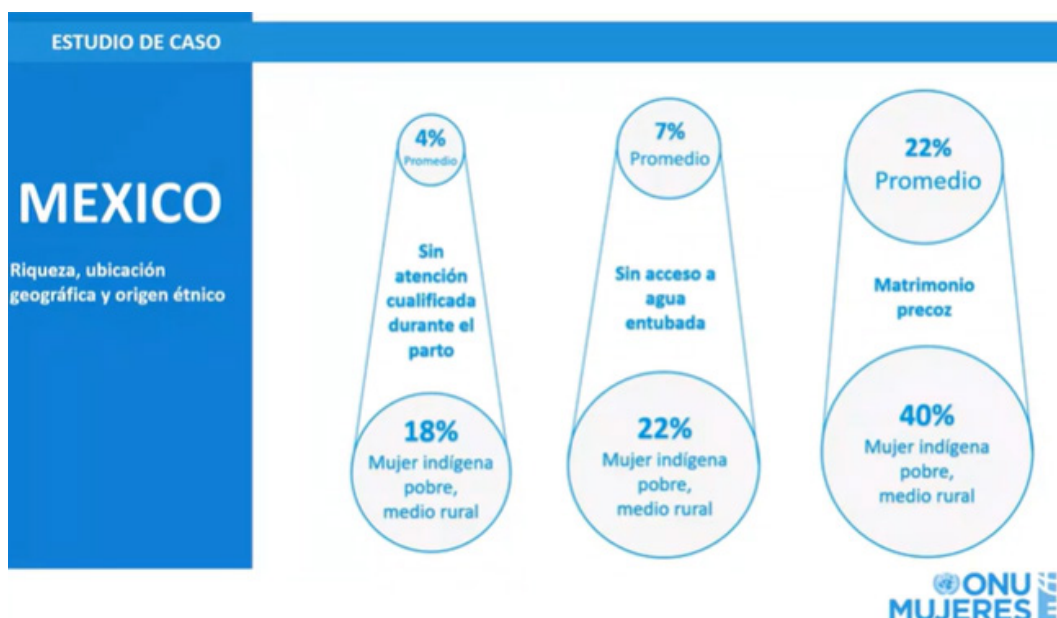 ESTUDIO DE CASO
MEXICO
Riqueza, ubicación
geográfica y origen étnico
4%
Promedio
Sin
atención
cualificada
durante el
parto
18%
Mujer indígena
pobre,
medio rural
7%
Promedio
Sin acceso a
agua
entubada
22%
Mujer indígena
pobre,
medio rural
22%
Promedio
Matrimonio
precoz
40%
Mujer indígena
pobre,
medio rural
ONU
MUJERES